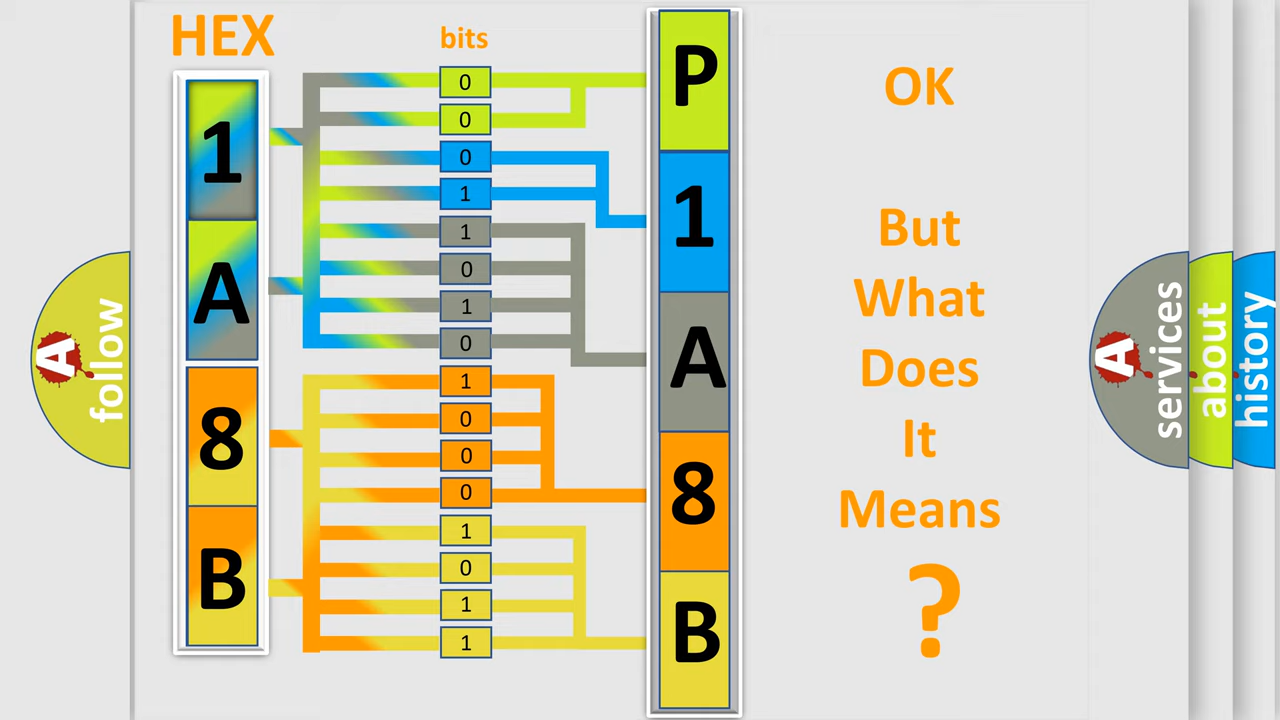 HEX
bits
1
A
8
B
0
0
0
1
1
0
1
0
1
0
0
0
1
0
1
1
P
1
A
8
B
OK
But
What
Does
It
Means
?
A
follow
A
services
about
history